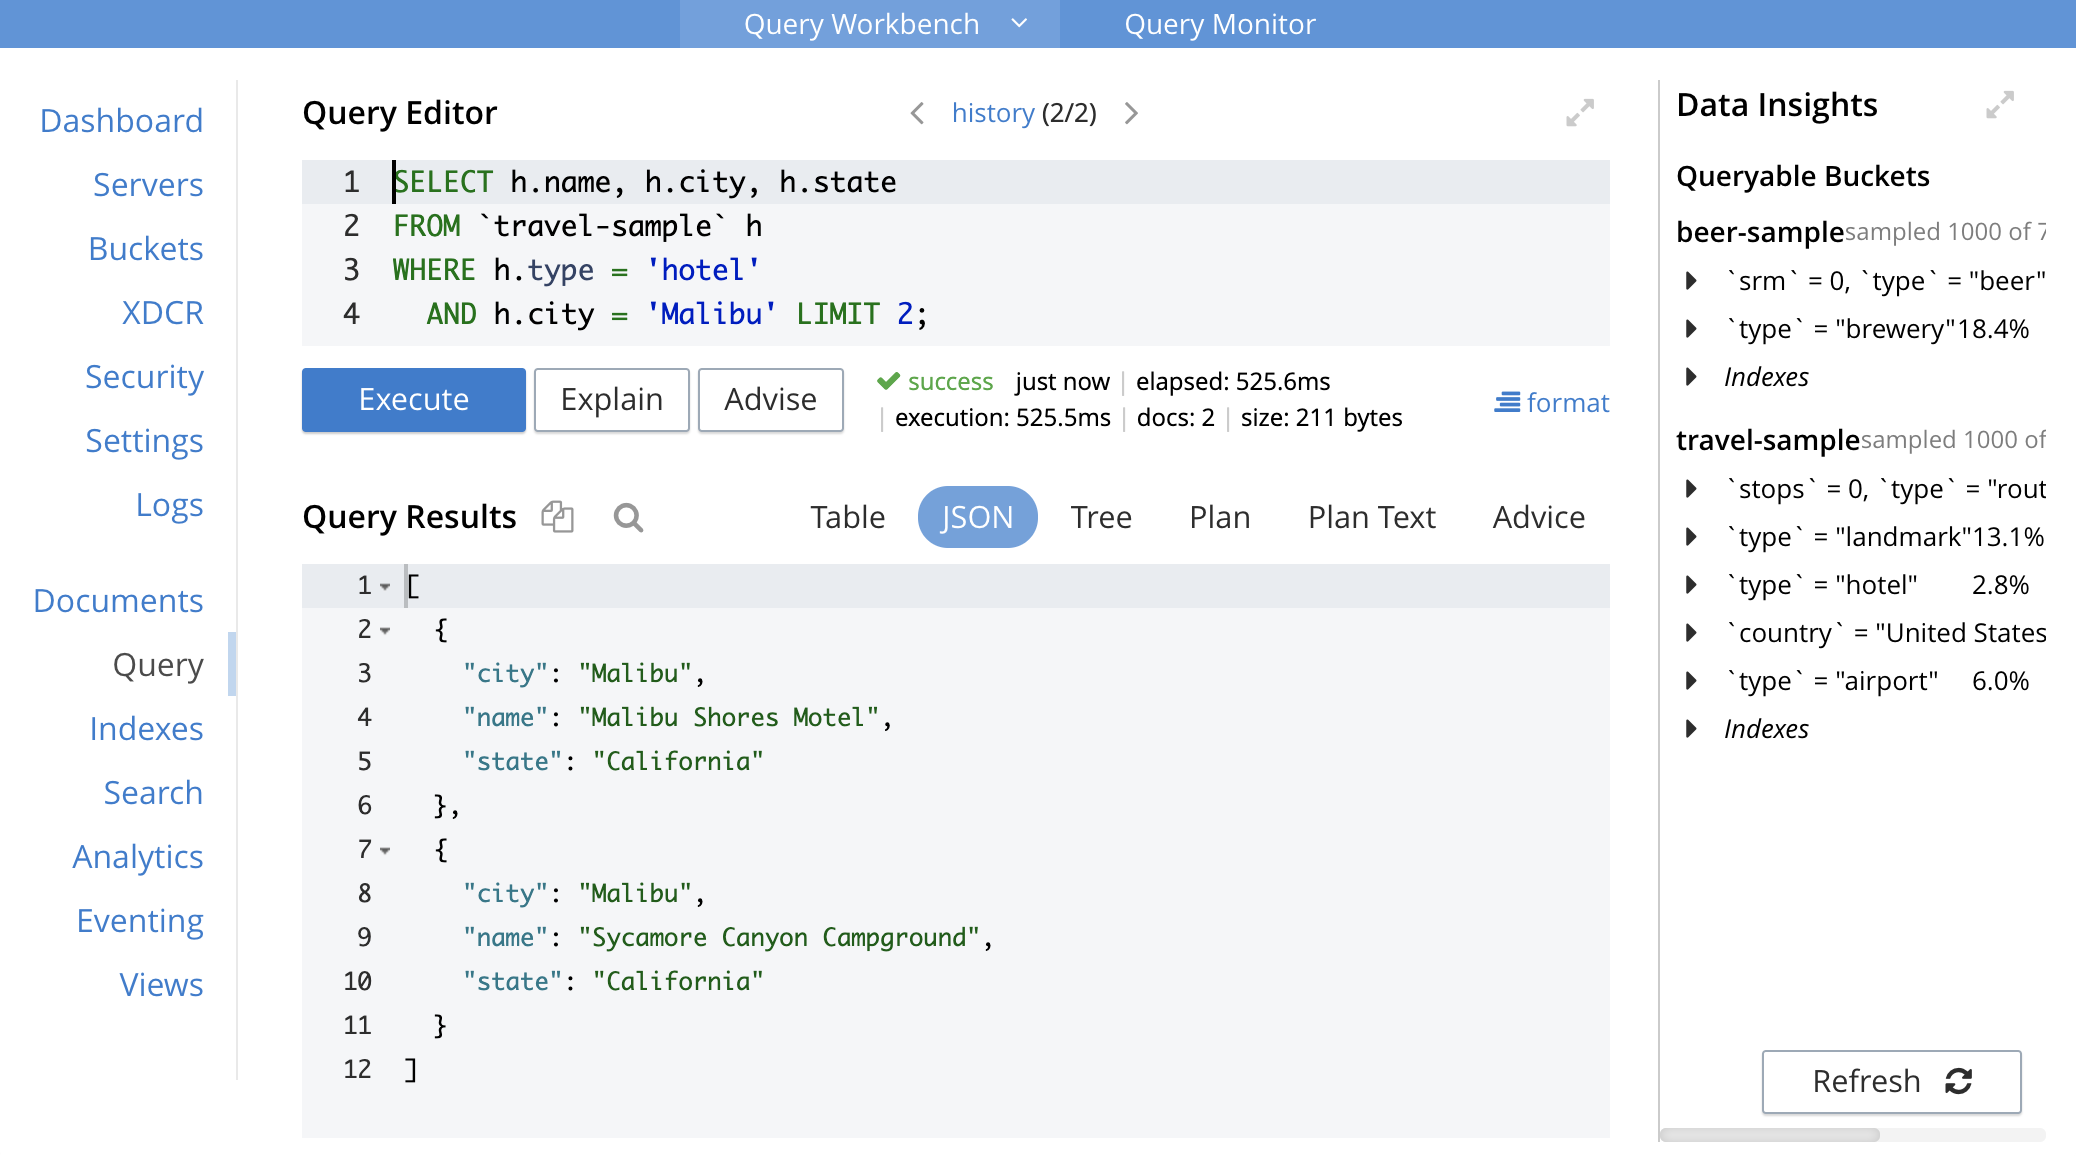 Query Workbench Query Monitor
Dashboard
Servers
Buckets
XDCR
Security
Settings
Logs
Documents
Query
Indexes
Search
Analytics
Eventing
Views
Query Editor
history (2/2)
1 SELECT h.name, h.city, h.state
2 FROM `travel-sample` h
3 WHERE h.type = 'hotel'
4 AND h.city = 'Malibu' LIMIT 2;
Execute Explain Advise
success just now | elapsed: 525.6ms
| execution: 525.5ms | docs: 2 | size: 211 bytes
format
Query Results
Table JSON Tree Plan Plan Text Advice
1 [
2 {
3 "city": "Malibu",
4 "name": "Malibu Shores Motel",
5 "state": "California"
6 },
7 {
8 "city": "Malibu",
9 "name": "Sycamore Canyon Campground",
10 "state": "California"
11 }
12 ]
Data Insights
Queryable Buckets
beer-sample sampled 1000 of 7
`srm` = 0, `type` = "beer"
`type` = "brewery" 18.4%
Indexes
travel-sample sampled 1000 of
`stops` = 0, `type` = "rout
`type` = "landmark" 13.1%
`type` = "hotel" 2.8%
`country` = "United States
`type` = "airport" 6.0%
Indexes
Refresh